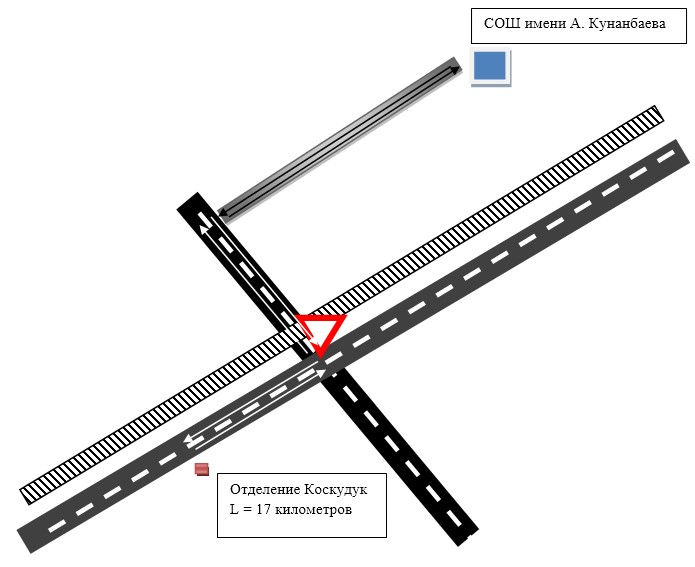 СОШ имени А. Кунанбаева
Отделение Коскудук
L = 17 километров